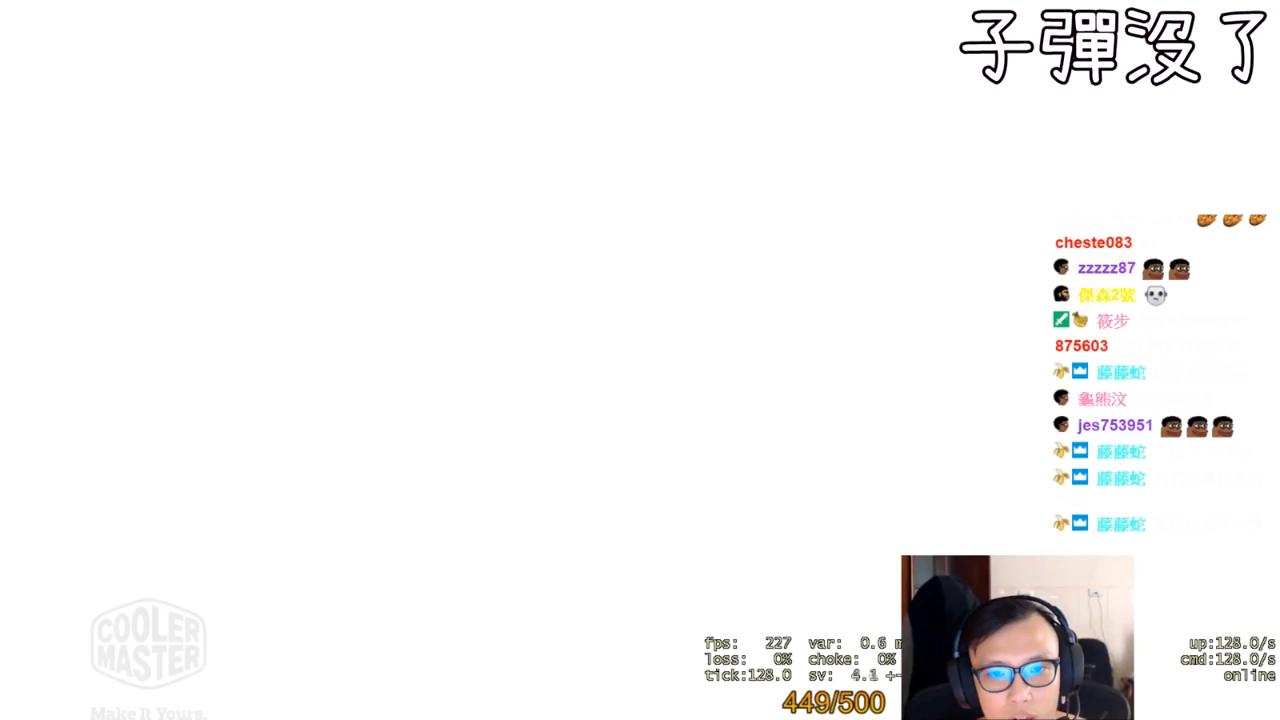 子彈沒了
cheste083
zzzzz87
傑森2號
筱步
875603
藤藤蛇
龜熊汶
jes753951
藤藤蛇
藤藤蛇
藤藤蛇
COOLER
MASTER
Make It Yours.
fps: 227 var: 0.6 m
loss: 0% choke: 0%
tick:128.0 sv: 4.1 +-
up:128.0/s
cmd:128.0/s
online
449/500